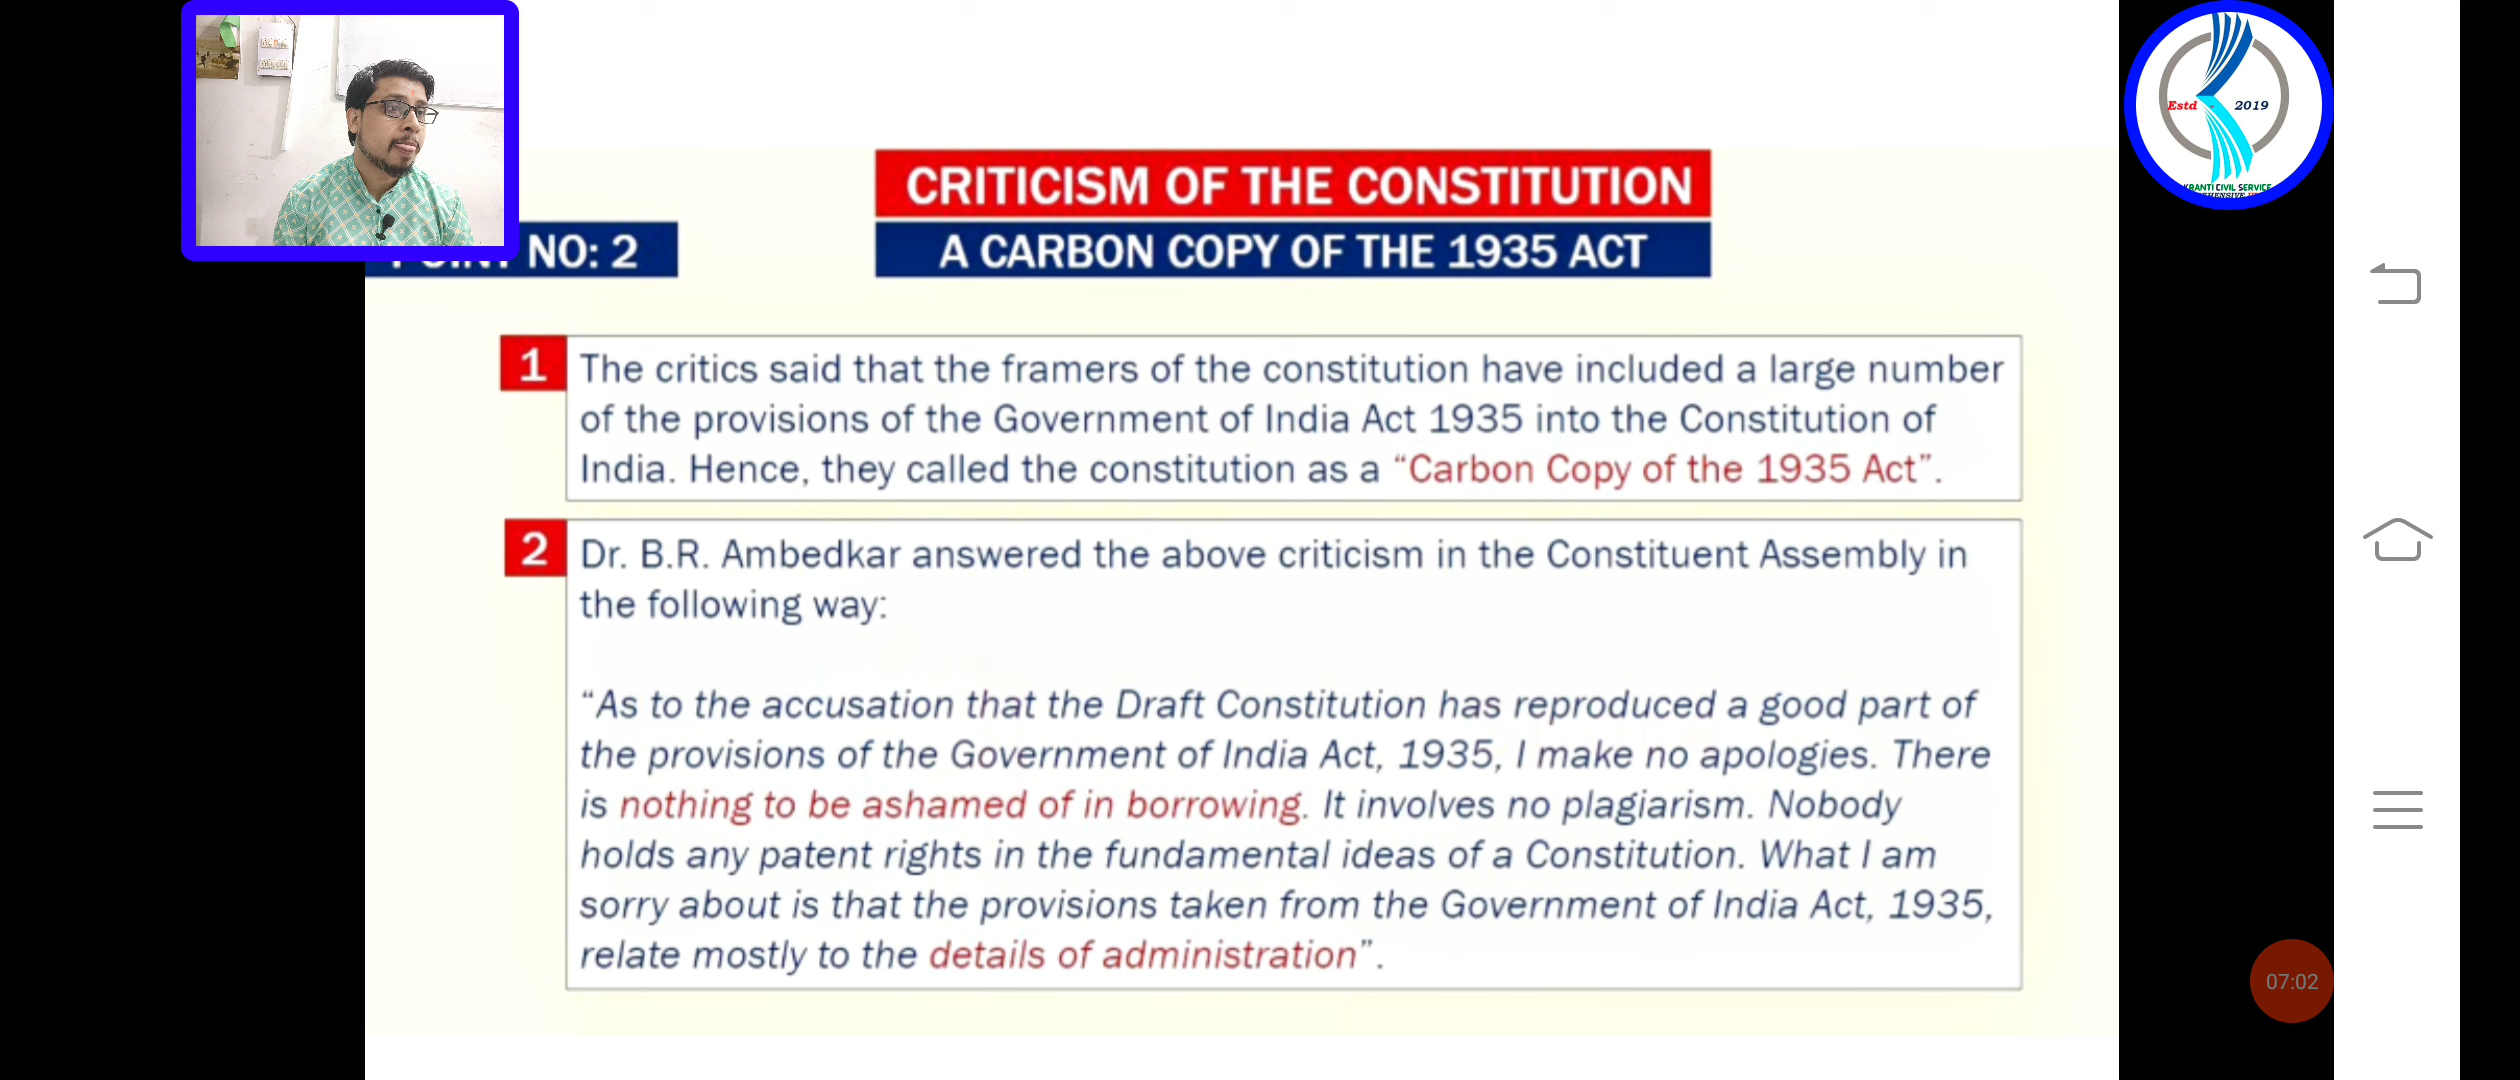 Estd - 2019
KRANTI CIVIL SERVICE
CRITICISM OF THE CONSTITUTION
NO: 2
A CARBON COPY OF THE 1935 ACT
1
The critics said that the framers of the constitution have included a large number
of the provisions of the Government of India Act 1935 into the Constitution of
India. Hence, they called the constitution as a “Carbon Copy of the 1935 Act”.
2
Dr. B.R. Ambedkar answered the above criticism in the Constituent Assembly in
the following way:
“As to the accusation that the Draft Constitution has reproduced a good part of
the provisions of the Government of India Act, 1935, I make no apologies. There
is nothing to be ashamed of in borrowing. It involves no plagiarism. Nobody
holds any patent rights in the fundamental ideas of a Constitution. What I am
sorry about is that the provisions taken from the Government of India Act, 1935,
relate mostly to the details of administration”.
07:02